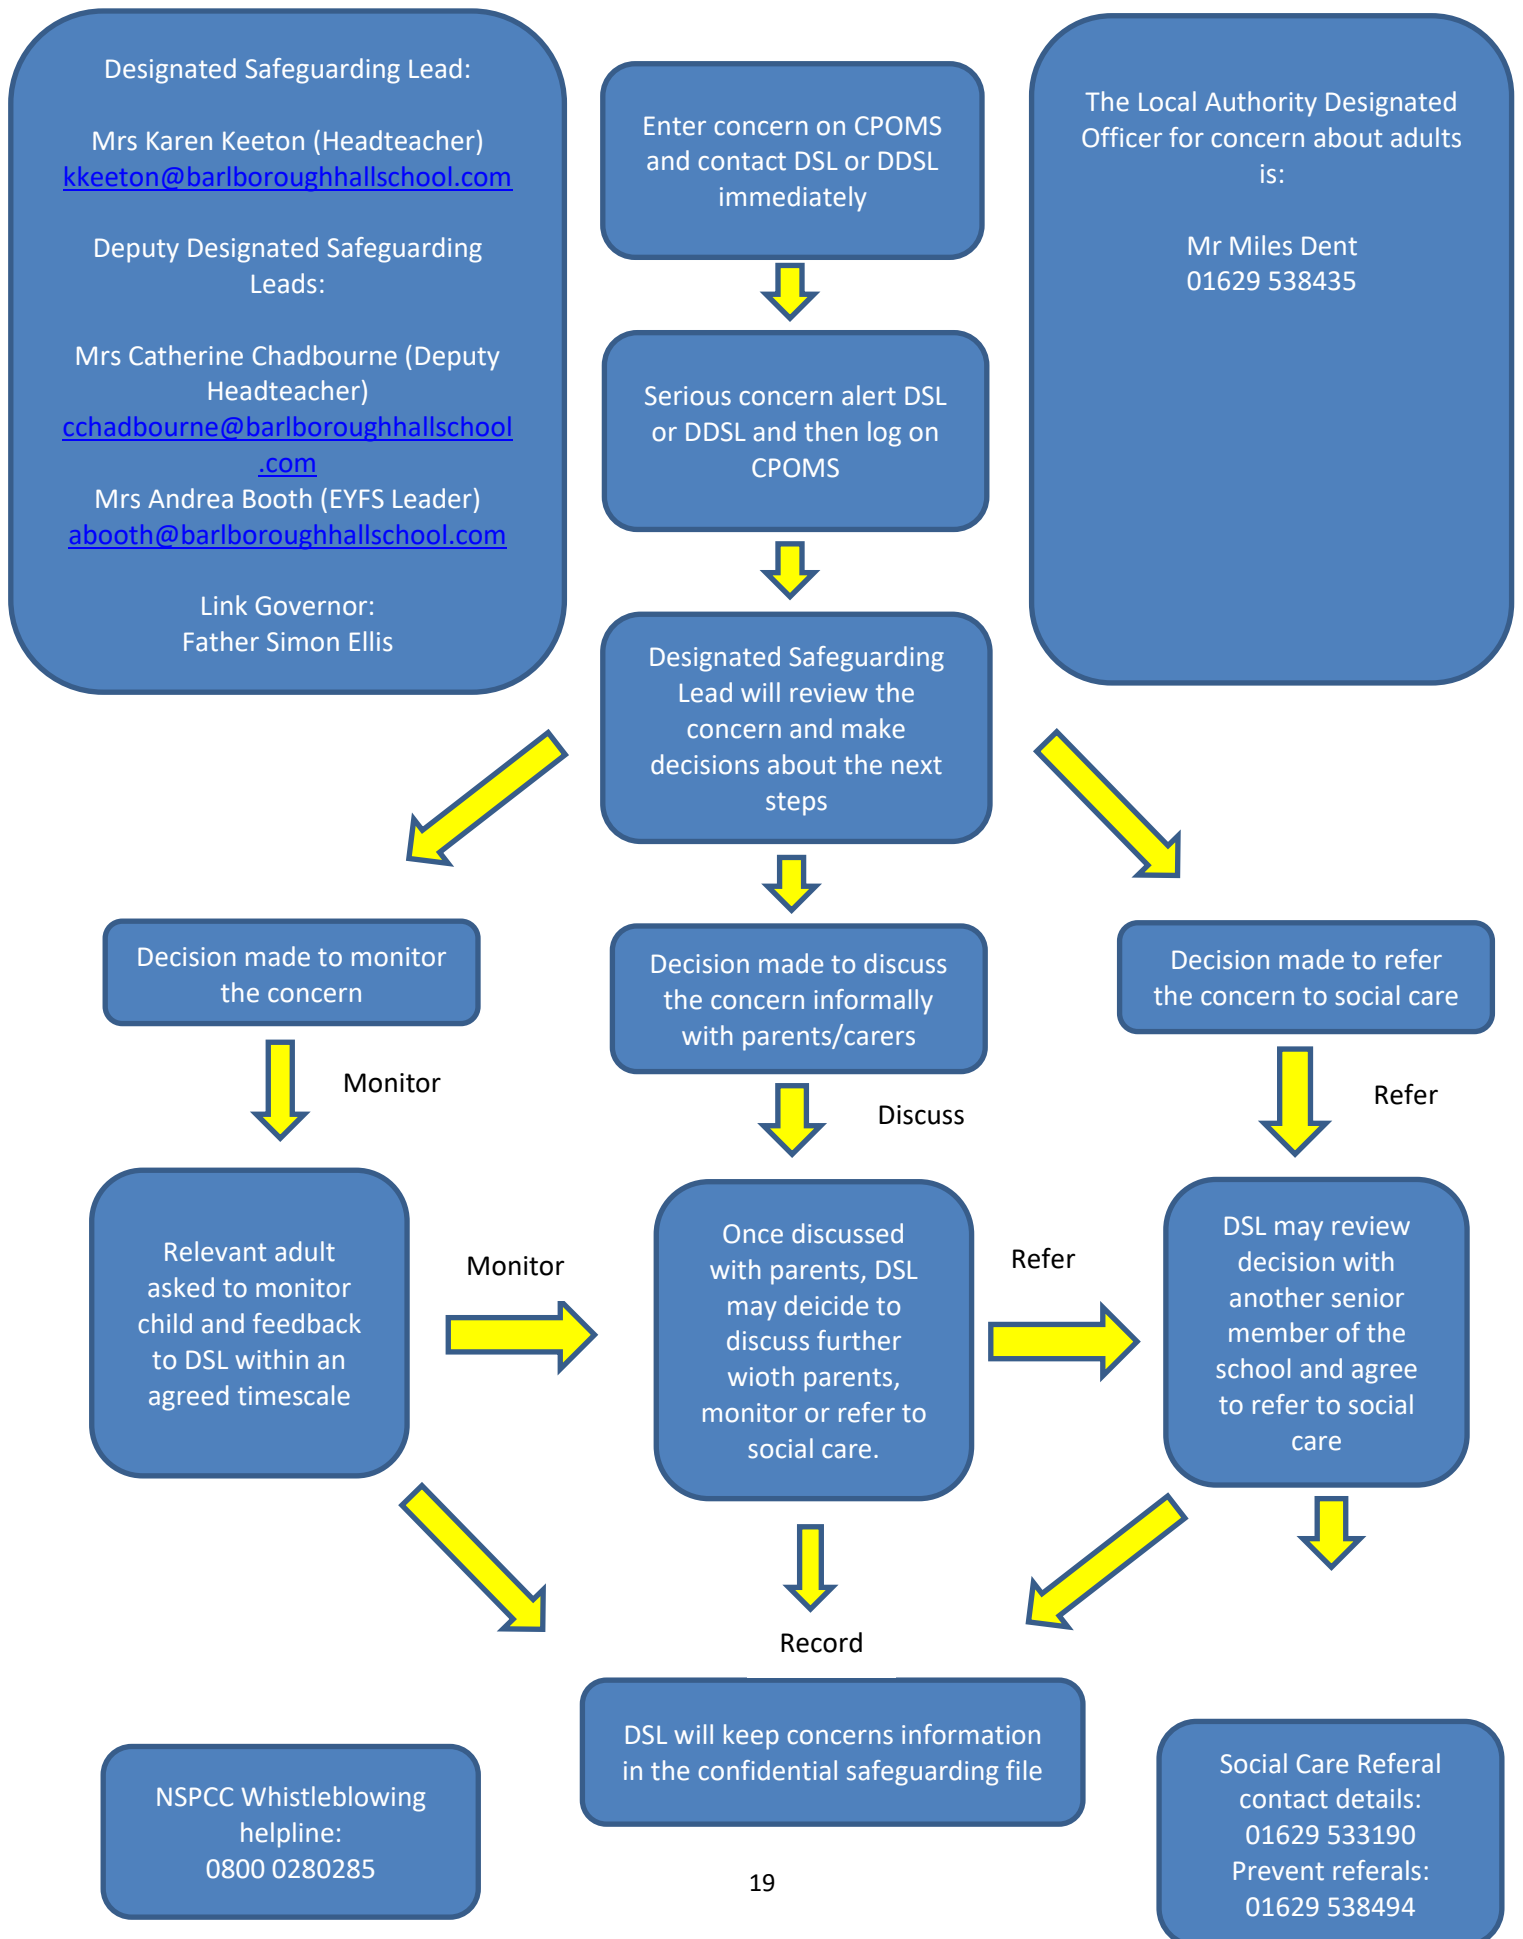 Designated Safeguarding Lead:
Mrs Karen Keeton (Headteacher)
kkeeton@barlboroughhallschool.com
Deputy Designated Safeguarding
Leads:
Mrs Catherine Chadbourne (Deputy
Headteacher)
cchadbourne@barlboroughhallschool
.com
Mrs Andrea Booth (EYFS Leader)
abooth@barlboroughhallschool.com
Link Governor:
Father Simon Ellis
Enter concern on CPOMS
and contact DSL or DDSL
immediately
The Local Authority Designated
Officer for concern about adults
is:
Mr Miles Dent
01629 538435
Serious concern alert DSL
or DDSL and then log on
CPOMS
Designated Safeguarding
Lead will review the
concern and make
decisions about the next
steps
Decision made to monitor
the concern
Decision made to discuss
the concern informally
with parents/carers
Decision made to refer
the concern to social care
Monitor
Discuss
Refer
Relevant adult
asked to monitor
child and feedback
to DSL within an
agreed timescale
Monitor
Once discussed
with parents, DSL
may deicide to
discuss further
wioth parents,
monitor or refer to
social care.
Refer
DSL may review
decision with
another senior
member of the
school and agree
to refer to social
care
Record
DSL will keep concerns information
in the confidential safeguarding file
NSPCC Whistleblowing
helpline:
0800 0280285
Social Care Referal
contact details:
01629 533190
Prevent referals:
01629 538494
19